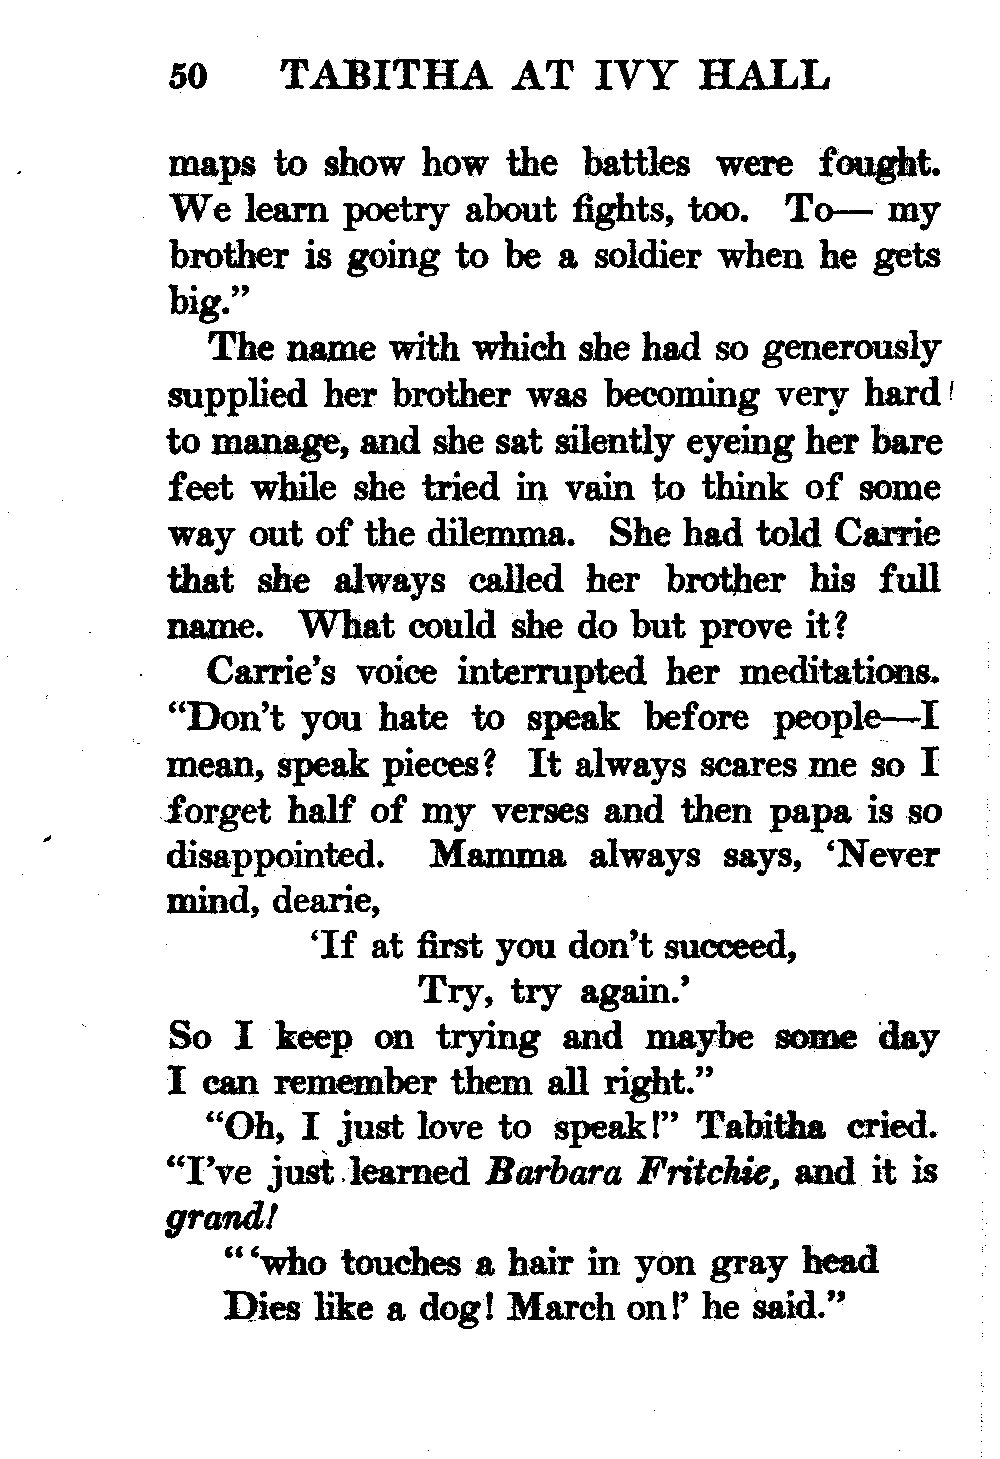 50 TABITHA AT IVY HALL
maps to show how the battles were fought.
We learn poetry about fights, too. To— my
brother is going to be a soldier when he gets
big.”
The name with which she had so generously
supplied her brother was becoming very hard
to manage, and she sat silently eyeing her bare
feet while she tried in vain to think of some
way out of the dilemma. She had told Carrie
that she always called her brother his full
name. What could she do but prove it?
Carrie’s voice interrupted her meditations.
“Don’t you hate to speak before people—I
mean, speak pieces? It always scares me so I
forget half of my verses and then papa is so
disappointed. Mamma always says, ‘Never
mind, dearie,
‘If at first you don’t succeed,
Try, try again.’
So I keep on trying and maybe some day
I can remember them all right.”
“Oh, I just love to speak!” Tabitha cried.
“I’ve just learned Barbara Fritchie, and it is
grand!
“ ‘who touches a hair in yon gray head
Dies like a dog! March on!’ he said.”